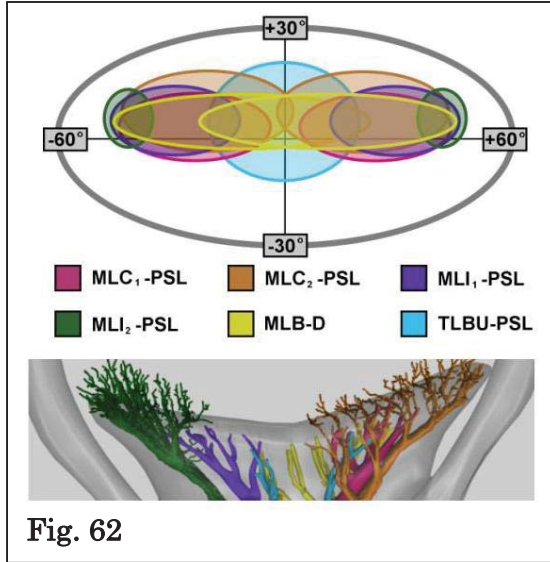 +30°
-60° +60°
-30°
MLC₁-PSL MLC₂-PSL MLI₁-PSL
MLI₂-PSL MLB-D TLBU-PSL
Fig. 62